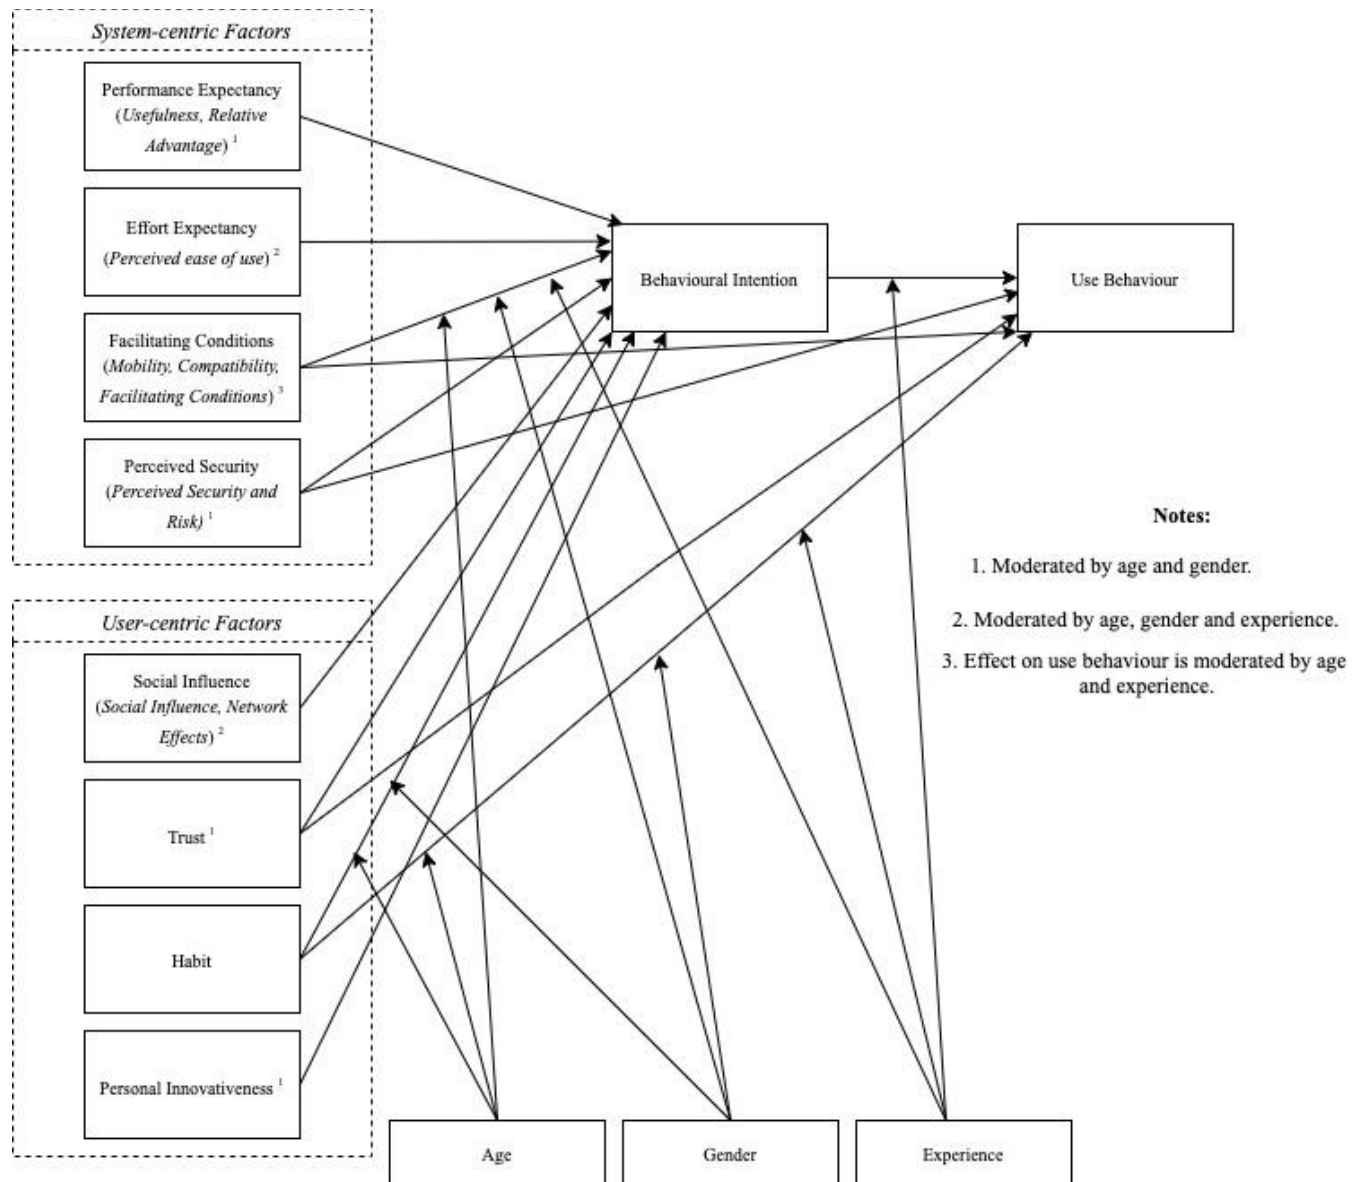 System-centric Factors
Performance Expectancy
(Usefulness, Relative
Advantage) 1
Effort Expectancy
(Perceived ease of use) 2
Facilitating Conditions
(Mobility, Compatibility,
Facilitating Conditions) 3
Perceived Security
(Perceived Security and
Risk) 1
Behavioural Intention
Use Behaviour
Notes:
1. Moderated by age and gender.
2. Moderated by age, gender and experience.
3. Effect on use behaviour is moderated by age
and experience.
User-centric Factors
Social Influence
(Social Influence, Network
Effects) 2
Trust 1
Habit
Personal Innovativeness 1
Age
Gender
Experience